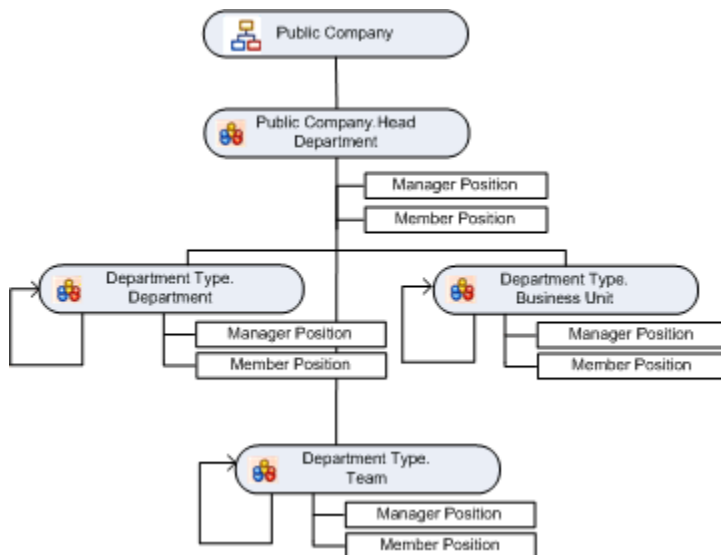 Public Company
Public Company.Head
Department
Manager Position
Member Position
Department Type.
Department
Manager Position
Member Position
Department Type.
Business Unit
Manager Position
Member Position
Department Type.
Team
Manager Position
Member Position